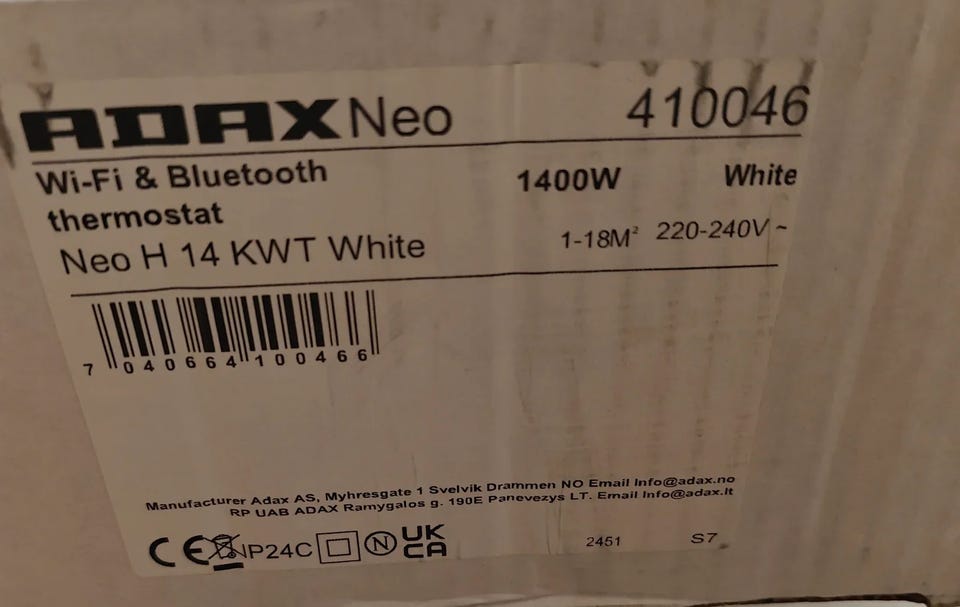 ADAX Neo 410046
Wi-Fi & Bluetooth thermostat 1400W White
Neo H 14 KWT White 1-18M² 220-240V ~
7 040664 100466
Manufacturer Adax AS, Myhresgate 1 Svelvik Drammen NO Email Info@adax.no
RP UAB ADAX Ramygalos g. 190E Panevezys LT. Email Info@adax.lt
CE IP24C N UK CA 2451 S7